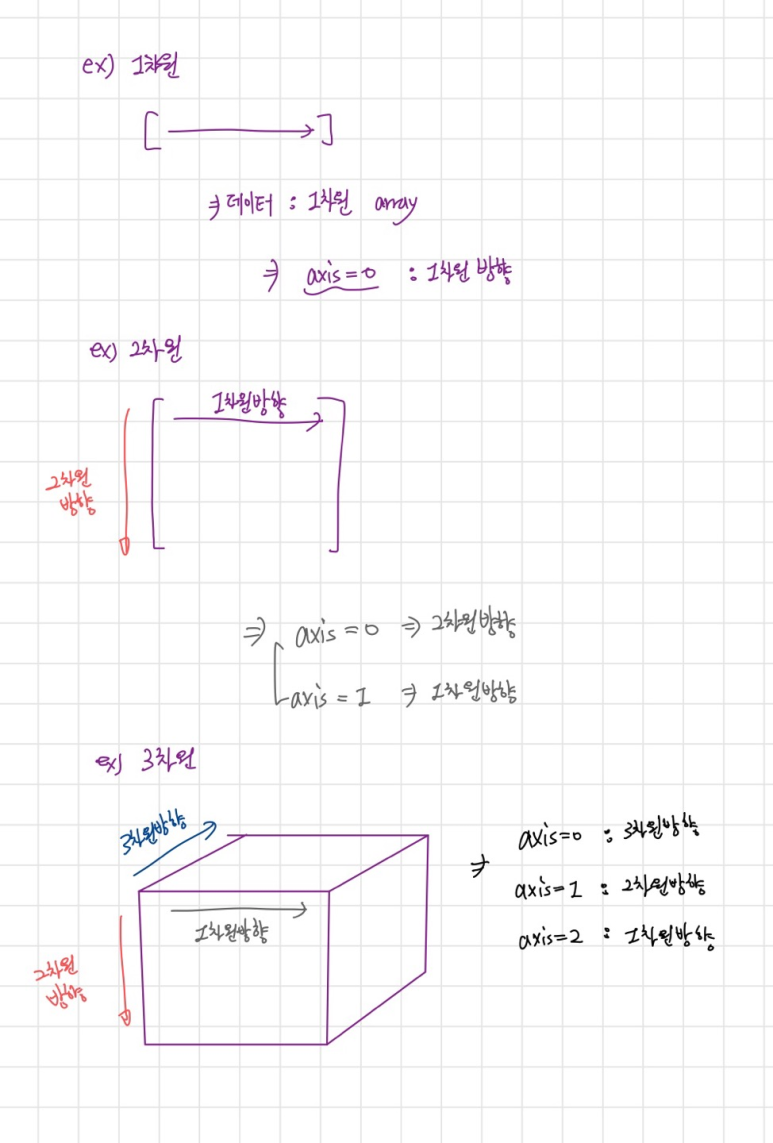 ex) 1차원
[ → ]
⇒ 데이터 : 1차원 array
⇒ axis=0 : 1차원 방향
ex) 2차원
1차원방향
2차원
방향
⇒ axis=0 ⇒ 2차원방향
axis=1 ⇒ 1차원방향
ex) 3차원
3차원방향
1차원방향
2차원
방향
⇒ axis=0 : 3차원방향
axis=1 : 2차원방향
axis=2 : 1차원방향